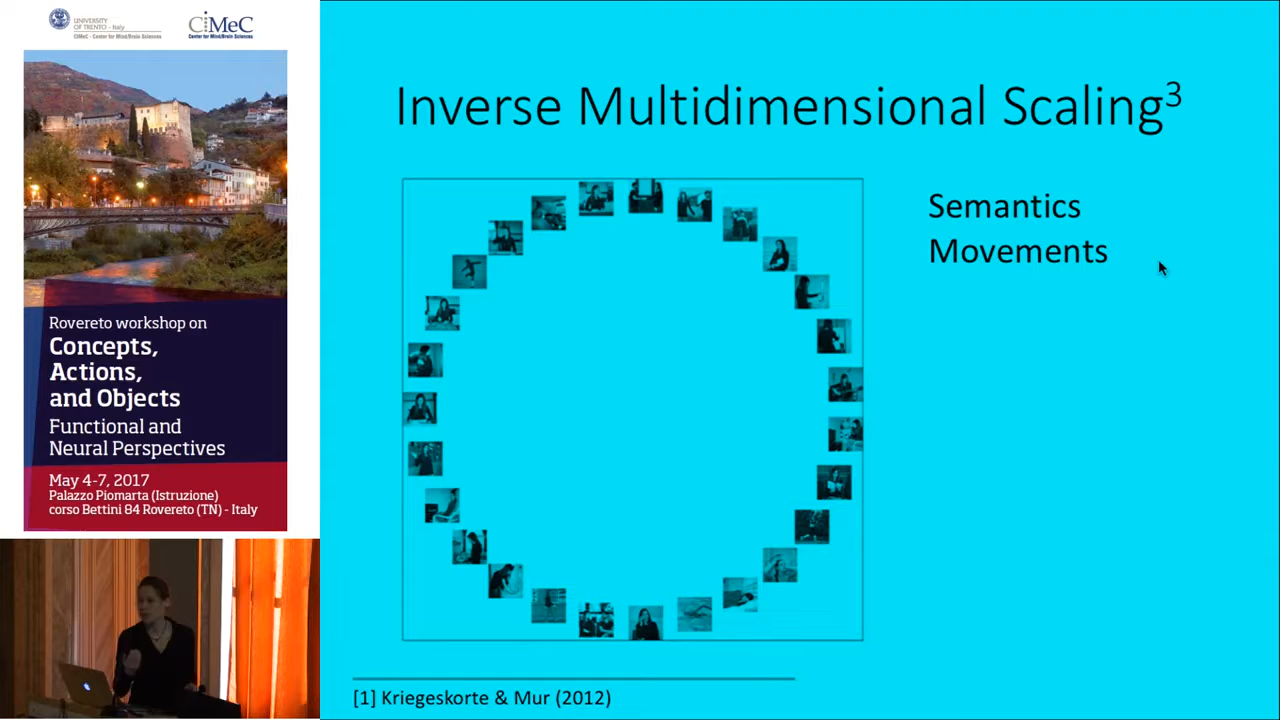 UNIVERSITY
OF TRENTO - Italy
CIMeC - Center for Mind/Brain Sciences
CiMeC
Center for Mind/Brain Sciences
Rovereto workshop on
Concepts,
Actions,
and Objects
Functional and
Neural Perspectives
May 4-7, 2017
Palazzo Piomarta (Istruzione)
corso Bettini 84 Rovereto (TN) - Italy
Inverse Multidimensional Scaling3
Semantics
Movements
[1] Kriegeskorte & Mur (2012)